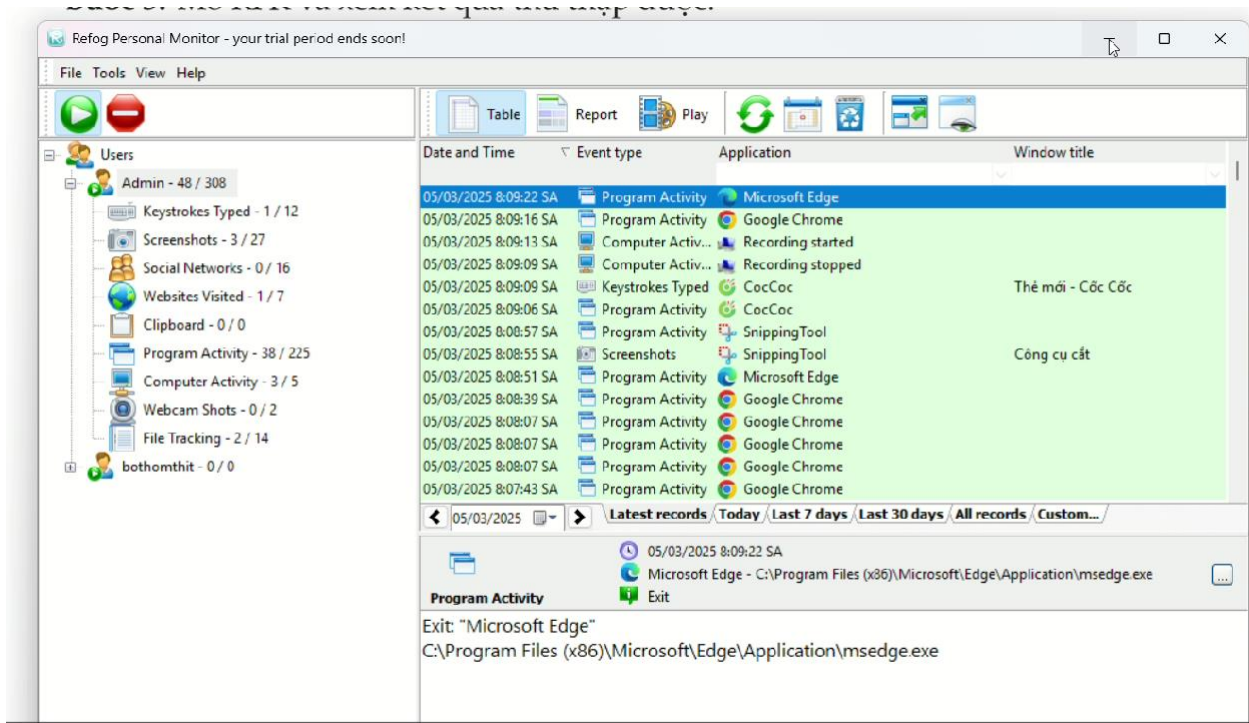 Bước 5: Mở RPR và xem kết quả thu thập được.
Refog Personal Monitor - your trial period ends soon!
File Tools View Help
Table Report Play
Users
Admin - 48 / 308
Keystrokes Typed - 1 / 12
Screenshots - 3 / 27
Social Networks - 0 / 16
Websites Visited - 1 / 7
Clipboard - 0 / 0
Program Activity - 38 / 225
Computer Activity - 3 / 5
Webcam Shots - 0 / 2
File Tracking - 2 / 14
bothomthit - 0 / 0
Date and Time Event type Application Window title
05/03/2025 8:09:22 SA Program Activity Microsoft Edge
05/03/2025 8:09:16 SA Program Activity Google Chrome
05/03/2025 8:09:13 SA Computer Activ... Recording started
05/03/2025 8:09:09 SA Computer Activ... Recording stopped
05/03/2025 8:09:09 SA Keystrokes Typed CocCoc Thẻ mới - Cốc Cốc
05/03/2025 8:09:06 SA Program Activity CocCoc
05/03/2025 8:08:57 SA Program Activity SnippingTool
05/03/2025 8:08:55 SA Screenshots SnippingTool Công cụ cắt
05/03/2025 8:08:51 SA Program Activity Microsoft Edge
05/03/2025 8:08:39 SA Program Activity Google Chrome
05/03/2025 8:08:07 SA Program Activity Google Chrome
05/03/2025 8:08:07 SA Program Activity Google Chrome
05/03/2025 8:08:07 SA Program Activity Google Chrome
05/03/2025 8:07:43 SA Program Activity Google Chrome
05/03/2025 Latest records Today Last 7 days Last 30 days All records Custom...
05/03/2025 8:09:22 SA
Microsoft Edge - C:\Program Files (x86)\Microsoft\Edge\Application\msedge.exe
...
Program Activity Exit
Exit: "Microsoft Edge"
C:\Program Files (x86)\Microsoft\Edge\Application\msedge.exe